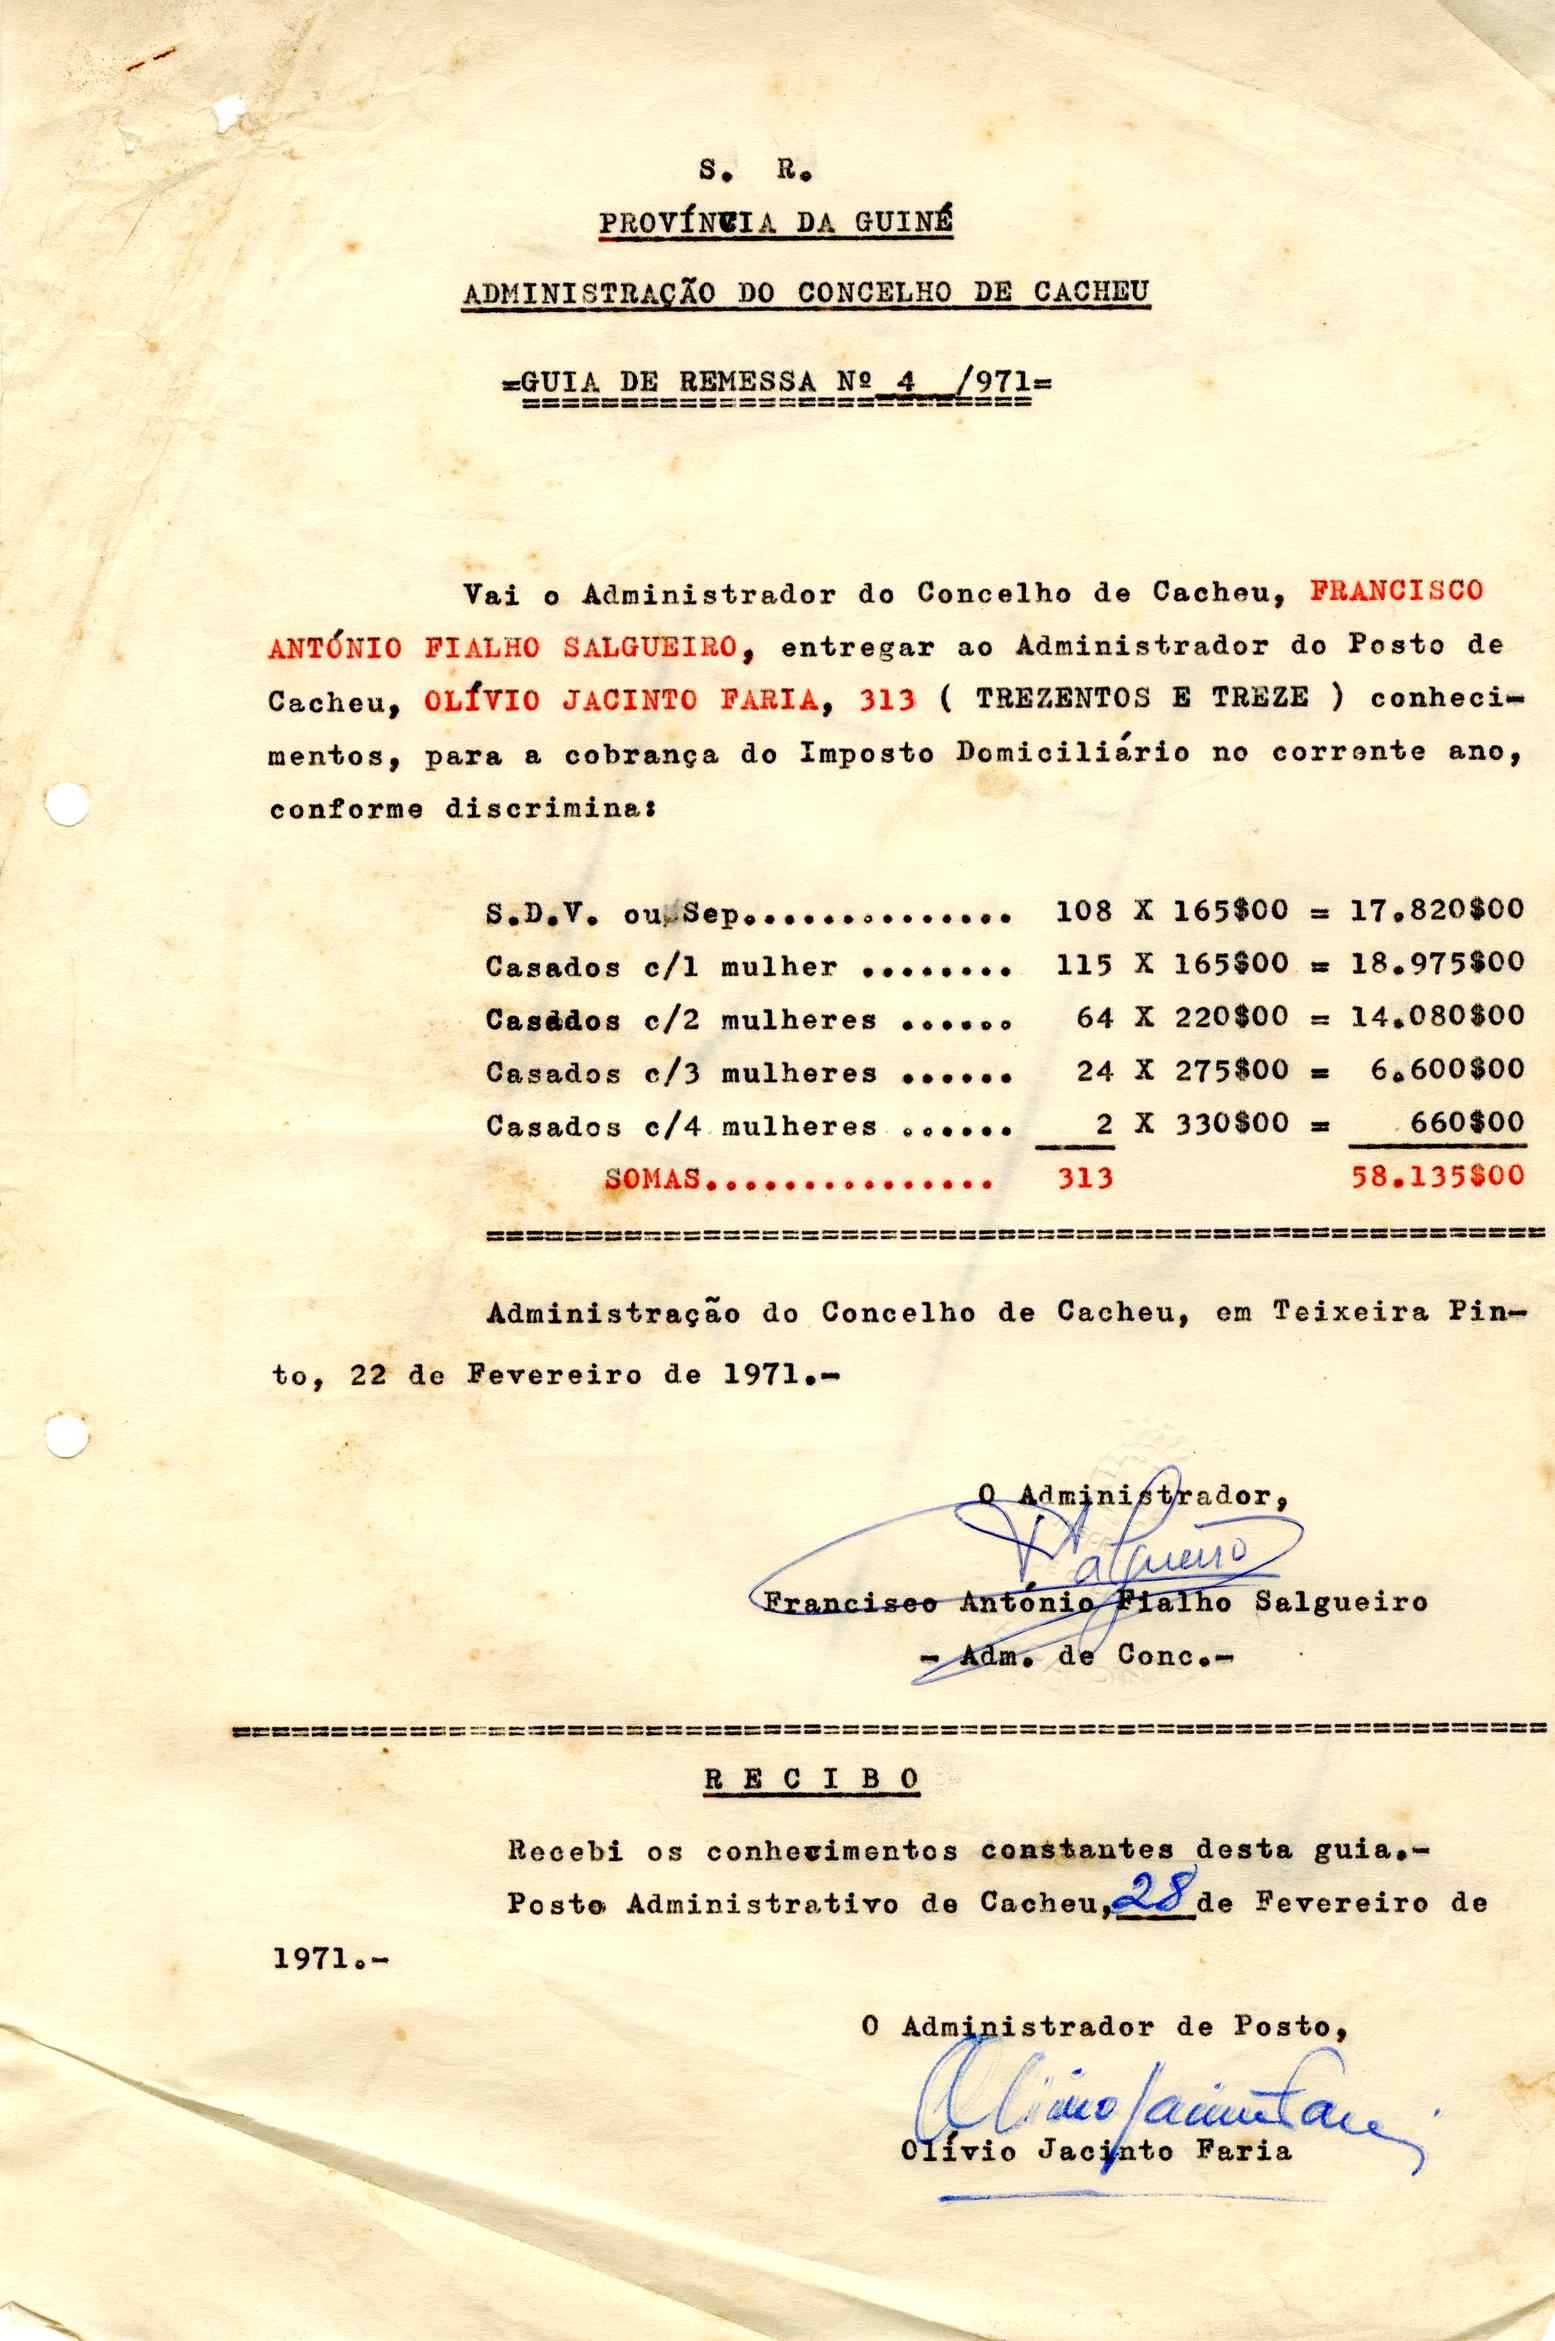 S. R.
PROVÍNCIA DA GUINÉ
ADMINISTRAÇÃO DO CONCELHO DE CACHEU
=GUIA DE REMESSA Nº 4 /971=
==========================
Vai o Administrador do Concelho de Cacheu, FRANCISCO
ANTÓNIO FIALHO SALGUEIRO, entregar ao Administrador do Posto de
Cacheu, OLÍVIO JACINTO FARIA, 313 ( TREZENTOS E TREZE ) conheci-
mentos, para a cobrança do Imposto Domiciliário no corrente ano,
conforme discrimina:
S.D.V. ou Sep.............. 108 X 165$00 = 17.820$00
Casados c/1 mulher ........ 115 X 165$00 = 18.975$00
Casados c/2 mulheres ...... 64 X 220$00 = 14.080$00
Casados c/3 mulheres ...... 24 X 275$00 = 6.600$00
Casados c/4 mulheres ...... 2 X 330$00 = 660$00
SOMAS............... 313 58.135$00
======================================================
Administração do Concelho de Cacheu, em Teixeira Pin-
to, 22 de Fevereiro de 1971.-
O Administrador,
Salgueiro
Francisco António Fialho Salgueiro
- Adm. de Conc.-
===================================================================
R E C I B O
Recebi os conhecimentos constantes desta guia.-
Posto Administrativo de Cacheu, 28 de Fevereiro de
1971.-
O Administrador de Posto,
Olívio Jacinto Faria
Olívio Jacinto Faria